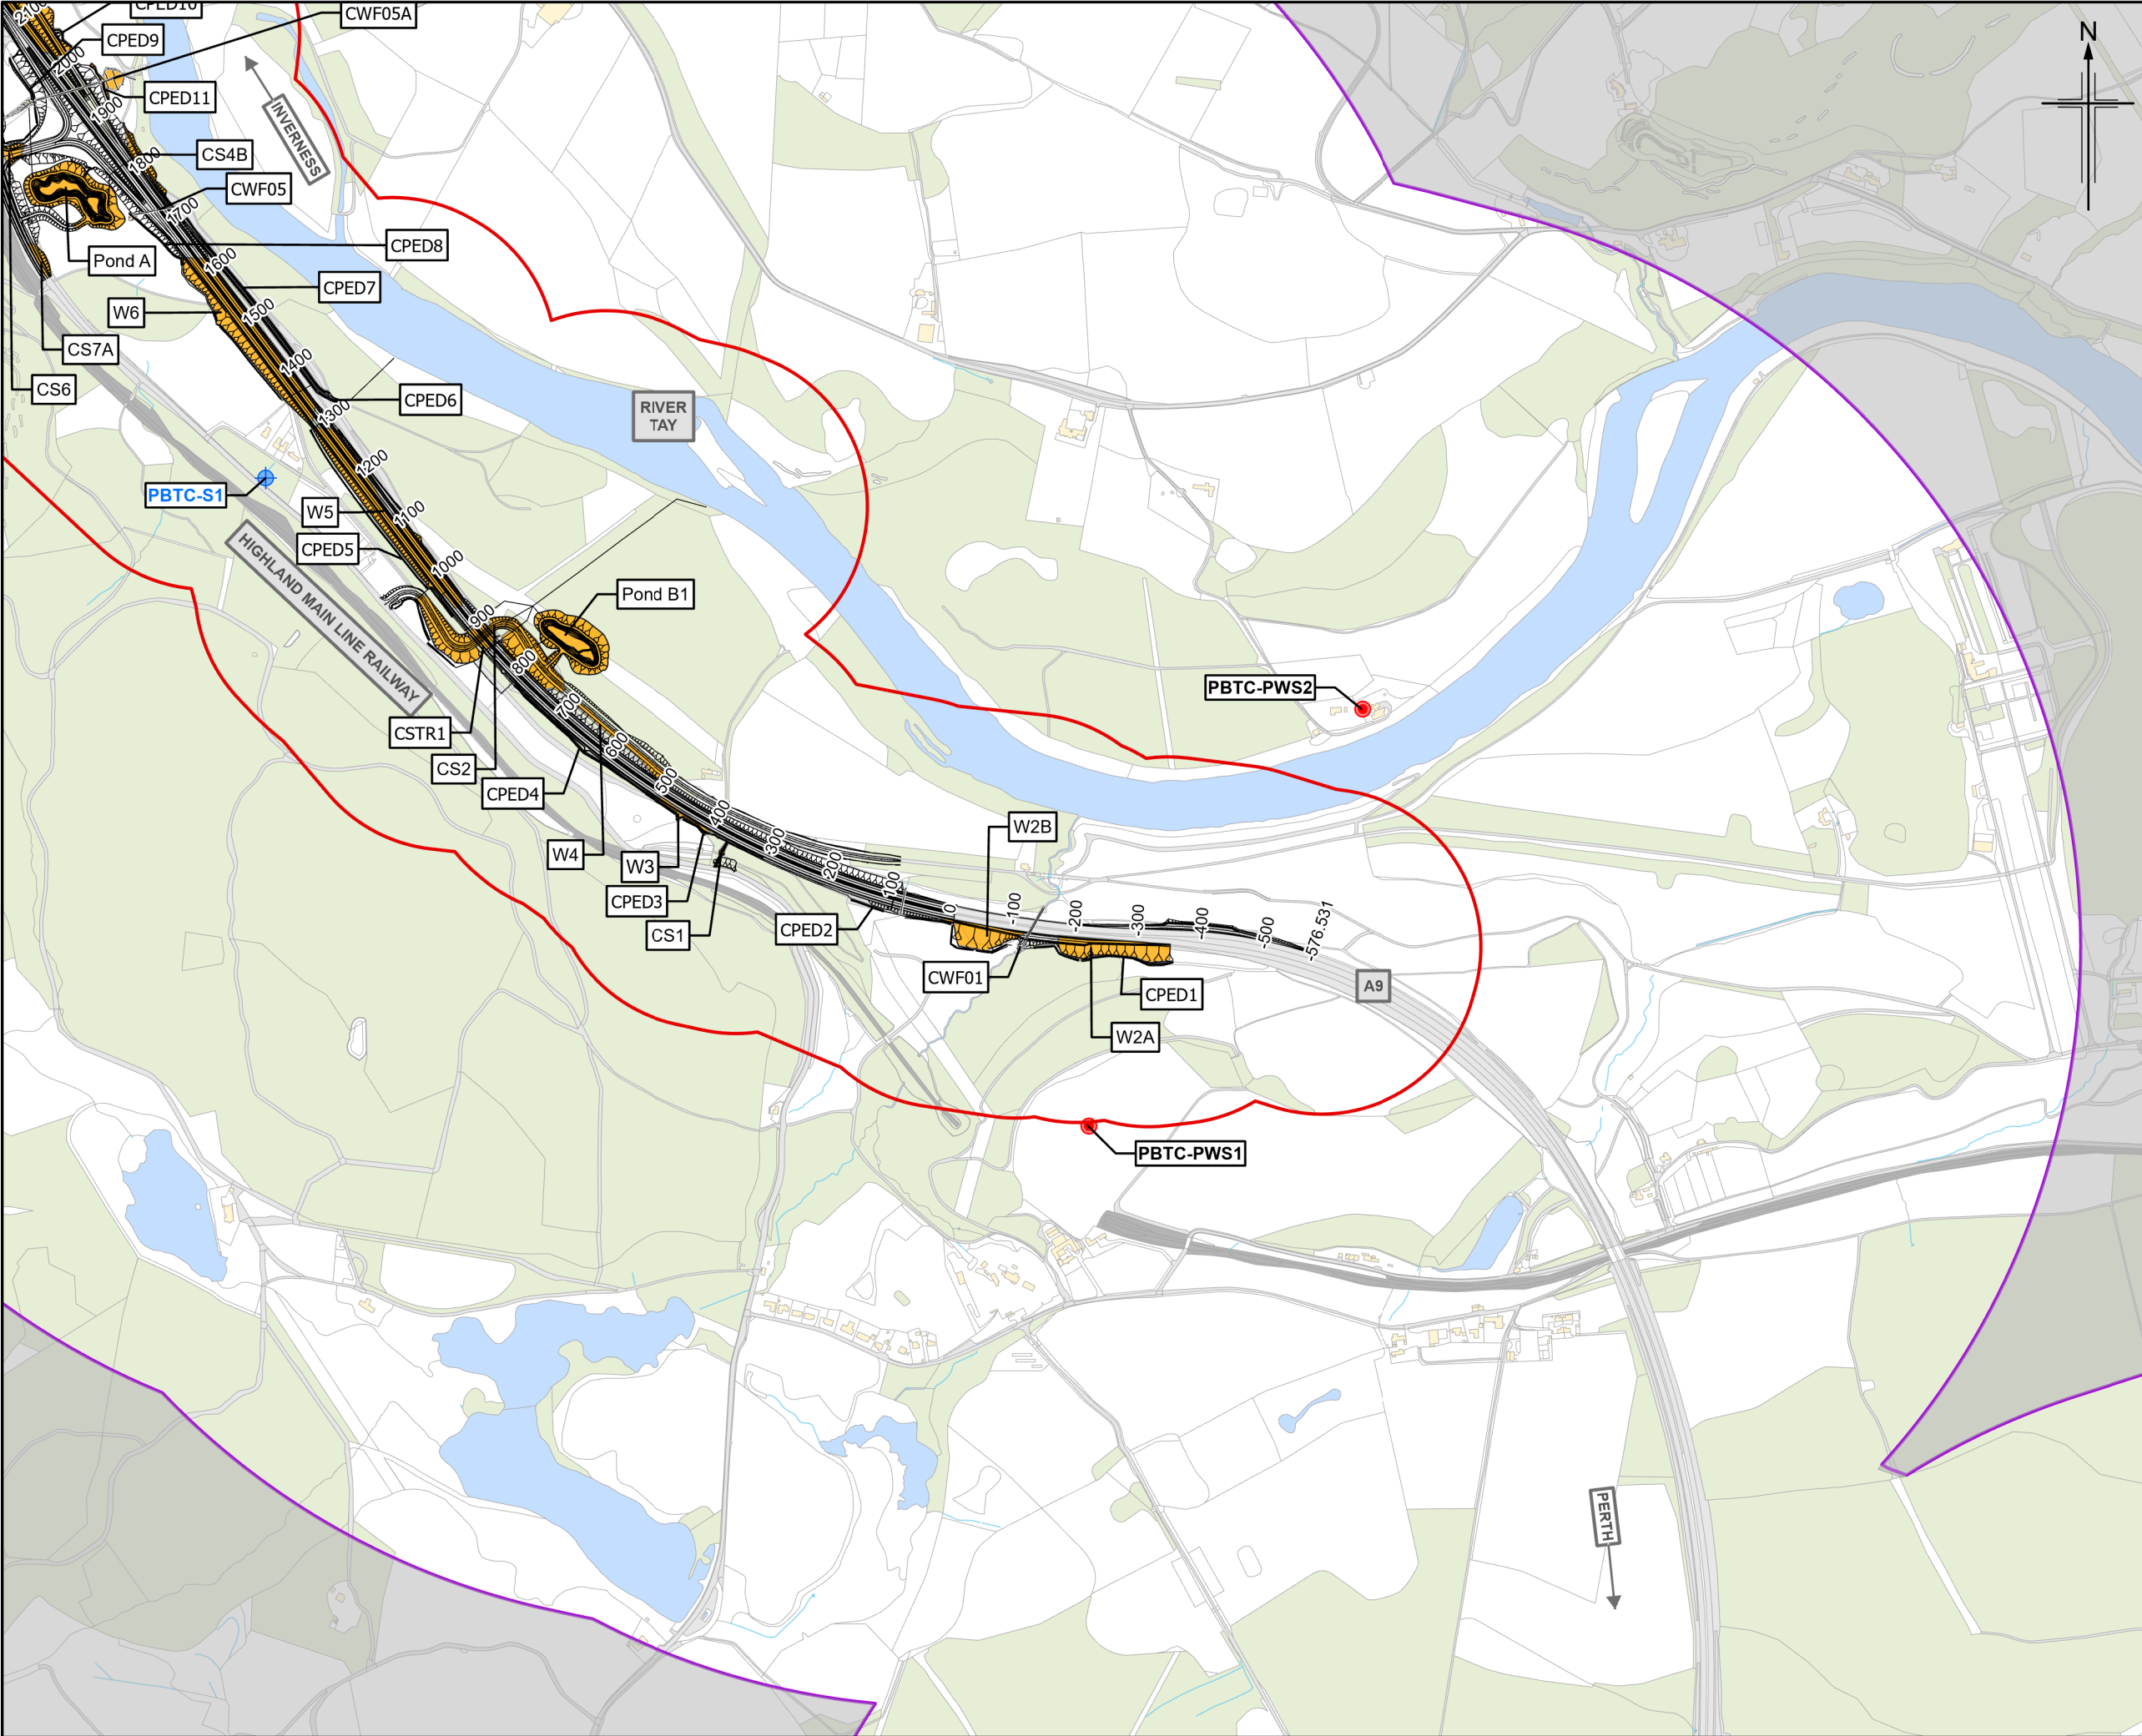 2100
CPED10
CWF05A
N
CPED9
2000
CPED11
1900
INVERNESS
CS4B
1800
CWF05
1700
CPED8
Pond A
1600
CPED7
W6
1500
CS7A
1400
CS6
CPED6
1300
RIVER
TAY
1200
PBTC-S1
W5
1100
CPED5
1000
HIGHLAND MAIN LINE RAILWAY
Pond B1
900
800
PBTC-PWS2
700
CSTR1
600
CS2
500
CPED4
400
W2B
300
W4
W3
200
100
CPED3
0
-100
-200
-300
-400
-500
-576.531
CS1
CPED2
CWF01
A9
CPED1
W2A
PBTC-PWS1
PERTH